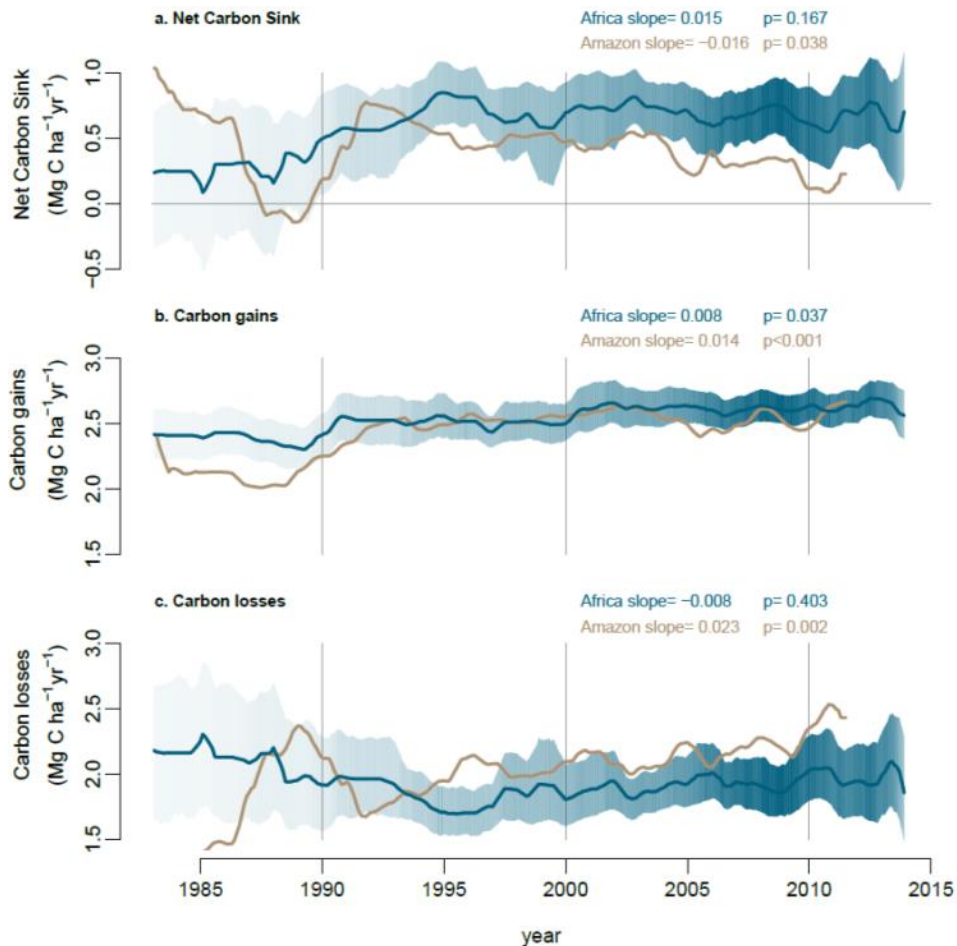 a. Net Carbon Sink
Africa slope= 0.015 p= 0.167
Amazon slope= −0.016 p= 0.038
Net Carbon Sink
(Mg C ha⁻¹yr⁻¹)
1.0
0.5
0.0
−0.5
b. Carbon gains
Africa slope= 0.008 p= 0.037
Amazon slope= 0.014 p<0.001
Carbon gains
(Mg C ha⁻¹yr⁻¹)
3.0
2.5
2.0
1.5
c. Carbon losses
Africa slope= −0.008 p= 0.403
Amazon slope= 0.023 p= 0.002
Carbon losses
(Mg C ha⁻¹yr⁻¹)
3.0
2.5
2.0
1.5
1985 1990 1995 2000 2005 2010 2015
year